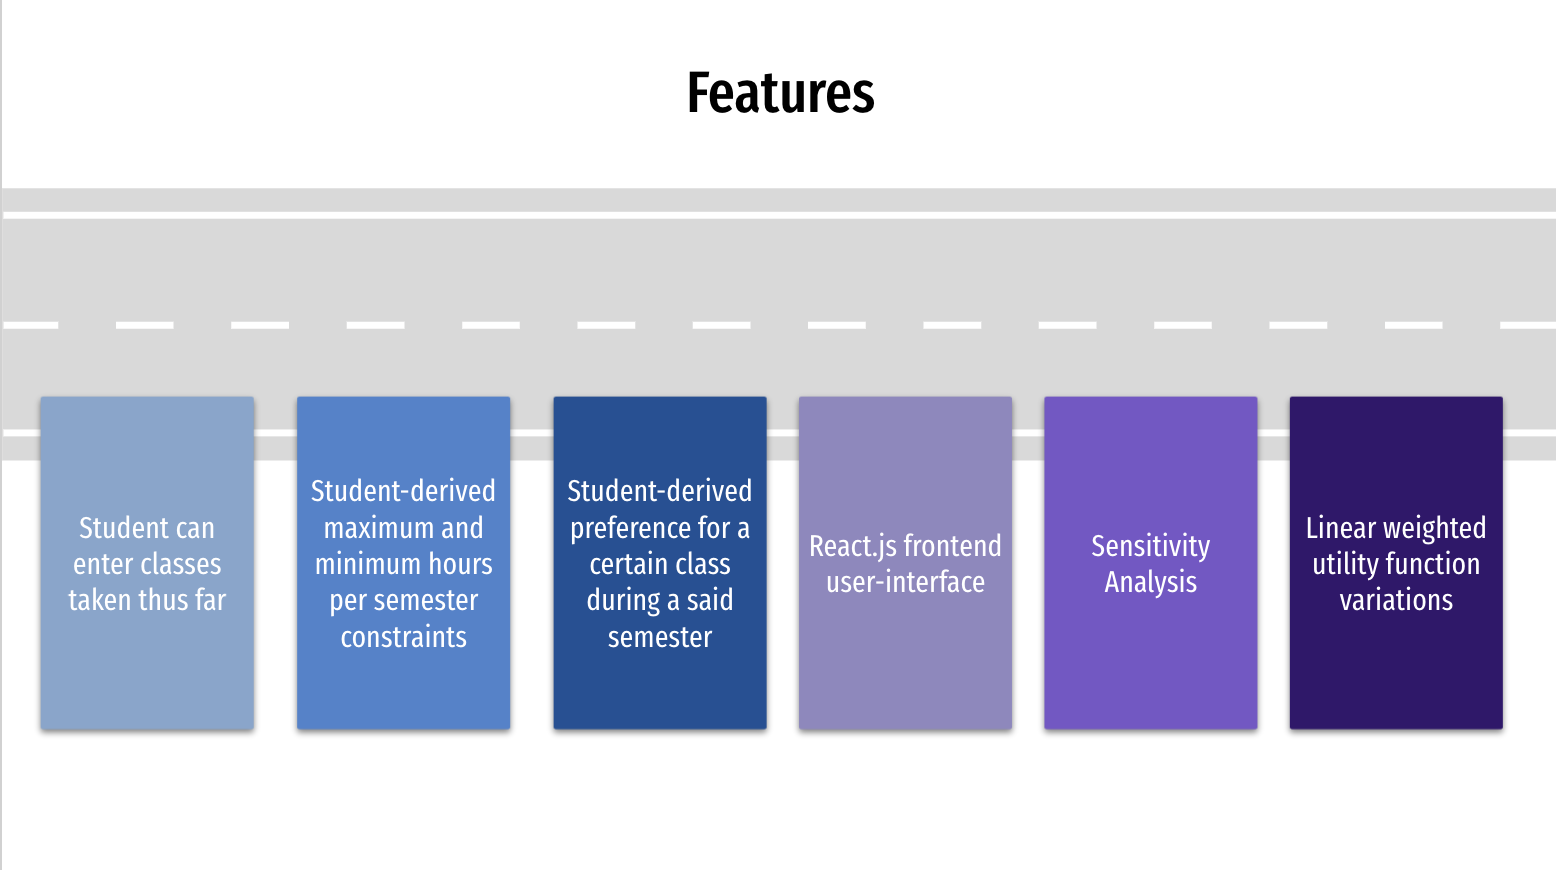 Features
Student can
enter classes
taken thus far
Student-derived
maximum and
minimum hours
per semester
constraints
Student-derived
preference for a
certain class
during a said
semester
React.js frontend
user-interface
Sensitivity
Analysis
Linear weighted
utility function
variations